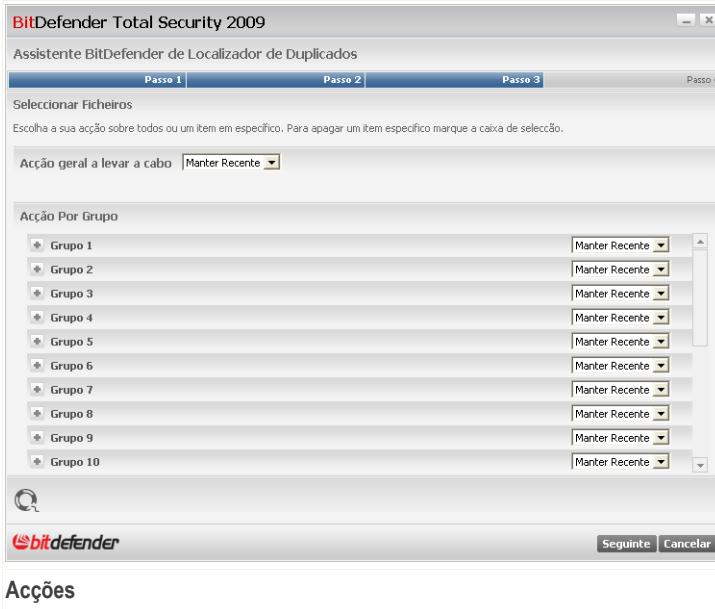 BitDefender Total Security 2009
Assistente BitDefender de Localizador de Duplicados
Passo 1 Passo 2 Passo 3 Passo
Seleccionar Ficheiros
Escolha a sua acção sobre todos ou um item em específico. Para apagar um item especifico marque a caixa de selecção.
Acção geral a levar a cabo Manter Recente
Acção Por Grupo
Grupo 1 Manter Recente
Grupo 2 Manter Recente
Grupo 3 Manter Recente
Grupo 4 Manter Recente
Grupo 5 Manter Recente
Grupo 6 Manter Recente
Grupo 7 Manter Recente
Grupo 8 Manter Recente
Grupo 9 Manter Recente
Grupo 10 Manter Recente
bitdefender
Seguinte Cancelar
Acções